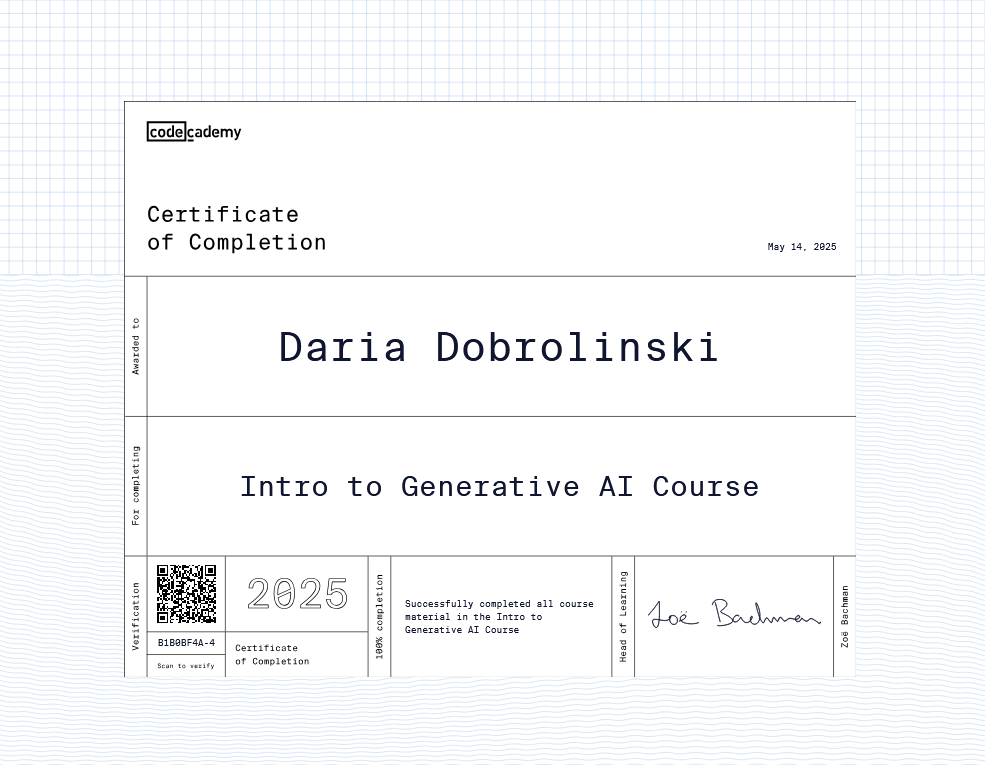 codecademy
Certificate
of Completion
May 14, 2025
Awarded to
Daria Dobrolinski
For completing
Intro to Generative AI Course
Verification
B1B0BF4A-4
Scan to verify
2025
Certificate
of Completion
100% completion
Successfully completed all course
material in the Intro to
Generative AI Course
Head of Learning
Zoë Bachman
Zoë Bachman